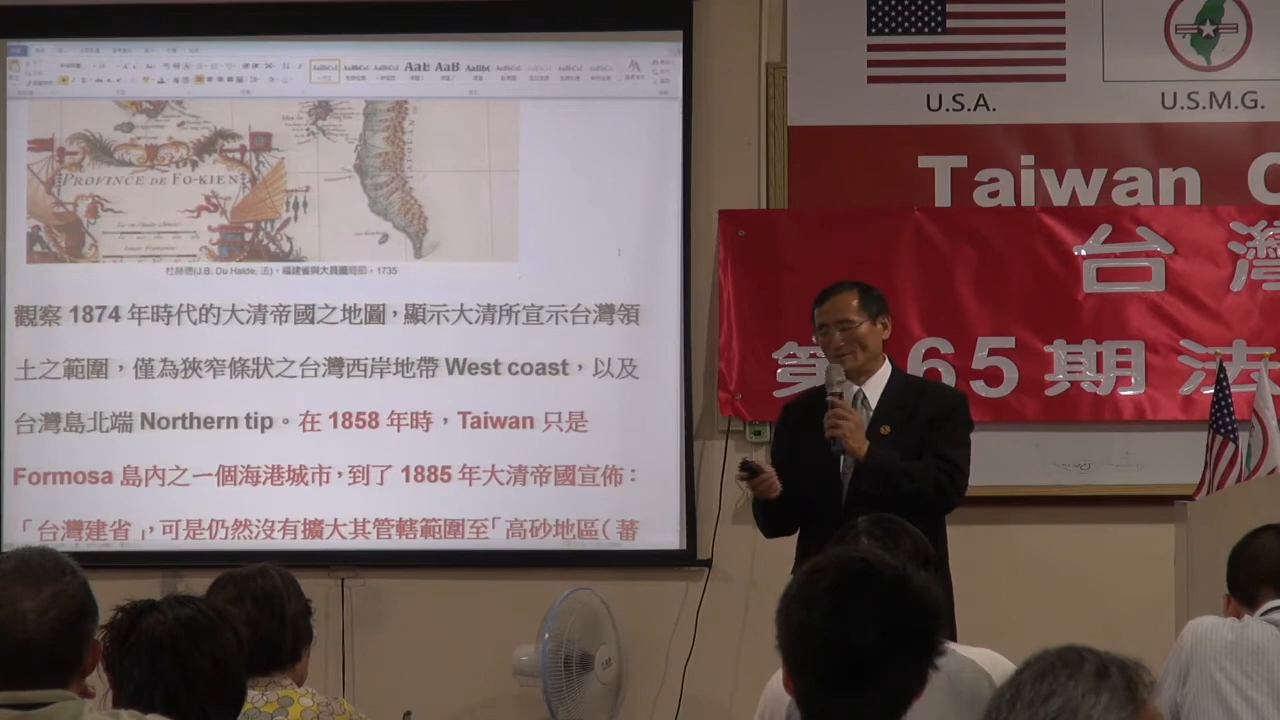 PROVINCE DE FO-KIEN
杜赫德(J.B. Du Halde, 法)，福建省與大員島局部，1735
觀察 1874 年時代的大清帝國之地圖，顯示大清所宣示台灣領
土之範圍，僅為狹窄條狀之台灣西岸地帶 West coast，以及
台灣島北端 Northern tip。在 1858 年時，Taiwan 只是
Formosa 島內之一個海港城市，到了 1885 年大清帝國宣佈：
「台灣建省」，可是仍然沒有擴大其管轄範圍至「高砂地區(蕃
U.S.A.
U.S.M.G.
Taiwan C
台灣
第 65 期 法